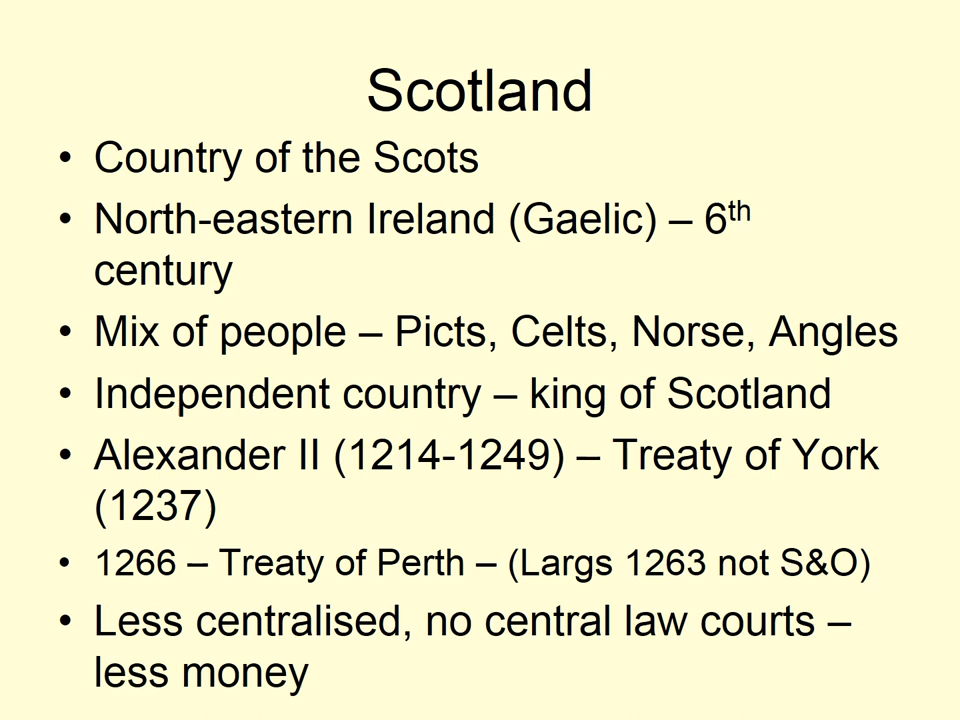 Scotland
• Country of the Scots
• North-eastern Ireland (Gaelic) – 6th
century
• Mix of people – Picts, Celts, Norse, Angles
• Independent country – king of Scotland
• Alexander II (1214-1249) – Treaty of York
(1237)
• 1266 – Treaty of Perth – (Largs 1263 not S&O)
• Less centralised, no central law courts –
less money